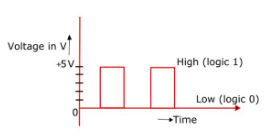 Voltage in V
+5V
High (logic 1)
Low (logic 0)
0
Time